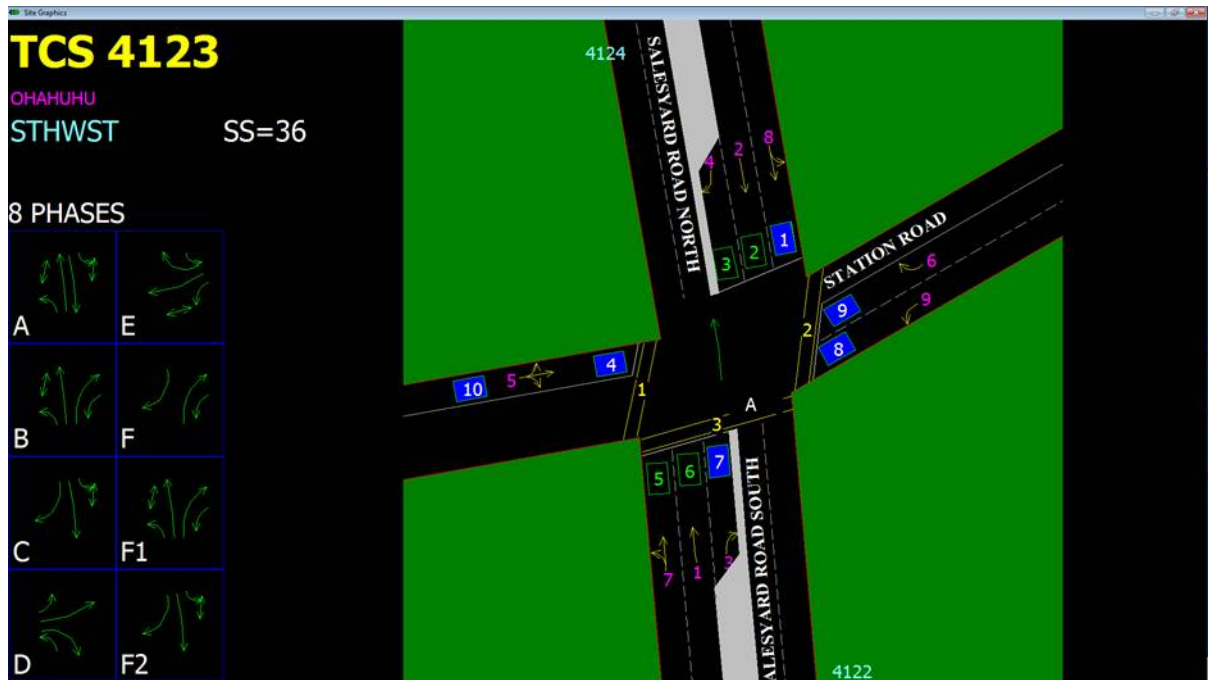 Site Graphics
TCS 4123
OHAHUHU
STHWST SS=36
8 PHASES
A E
B F
C F1
D F2
4124
SALESYARD ROAD NORTH
4 2 8
3 2 1
STATION ROAD
6
9
9
8
2
10 5 4
1
A
3
5 6 7
7 1 3
SALESYARD ROAD SOUTH
4122